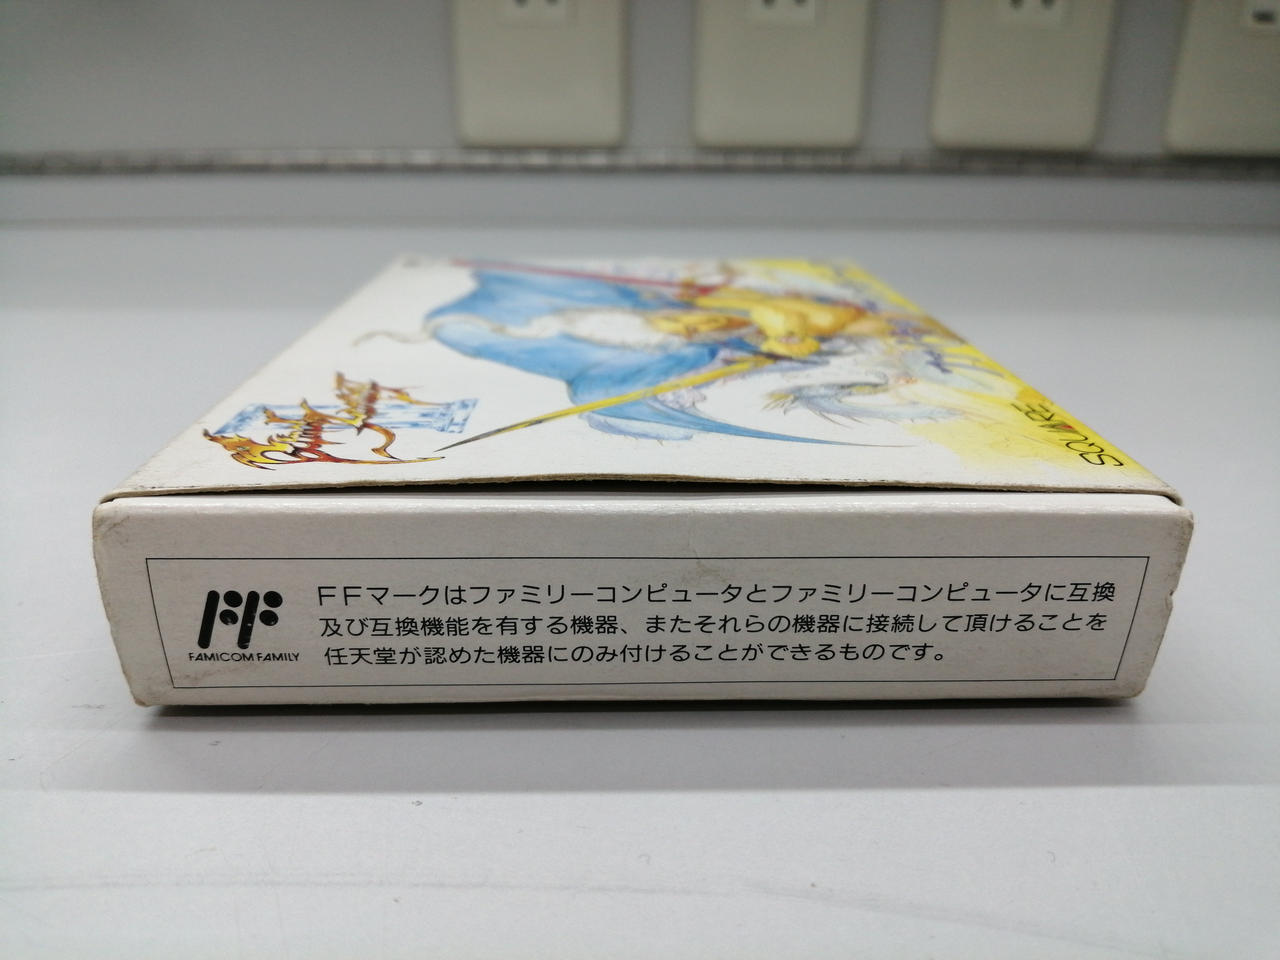 SQUARE
FF
FAMICOM FAMILY
FFマークはファミリーコンピュータとファミリーコンピュータに互換
及び互換機能を有する機器、またそれらの機器に接続して頂けることを
任天堂が認めた機器にのみ付けることができるものです。